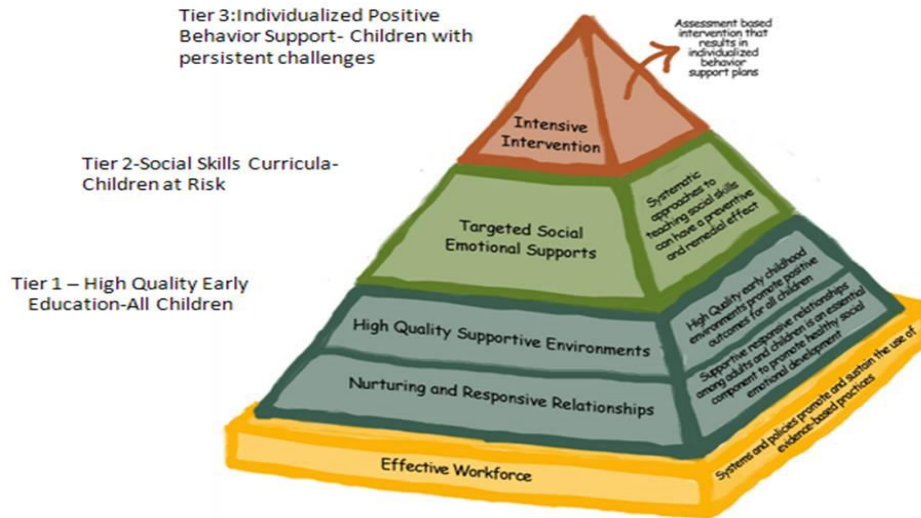 Tier 3:Individualized Positive
Behavior Support- Children with
persistent challenges
Assessment based
intervention that
results in
individualized
behavior
support plans
Intensive
Intervention
Tier 2-Social Skills Curricula-
Children at Risk
Targeted Social
Emotional Supports
Systematic
approaches to
teaching social skills
can have a preventive
and remedial effect
Tier 1 – High Quality Early
Education-All Children
High Quality Supportive Environments
High Quality early childhood
environments promote positive
outcomes for all children
Nurturing and Responsive Relationships
Supportive responsive relationships
among adults and children is an essential
component to promote healthy social
emotional development
Effective Workforce
Systems and policies promote and sustain the use of
evidence-based practices